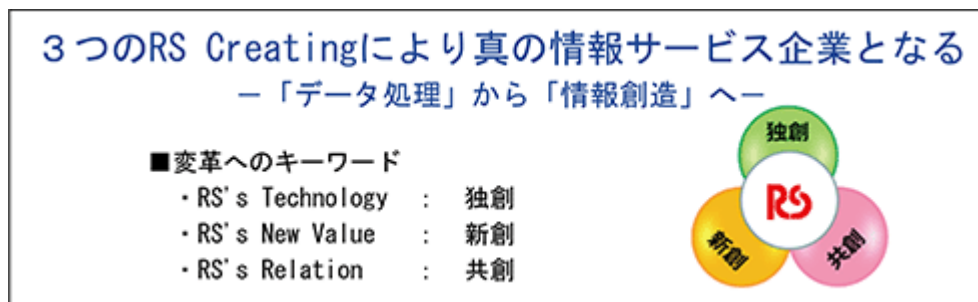 ３つのRS Creatingにより真の情報サービス企業となる
－「データ処理」から「情報創造」へ－
■変革へのキーワード
・RS's Technology : 独創
・RS's New Value : 新創
・RS's Relation : 共創
独創
RS
新創
共創